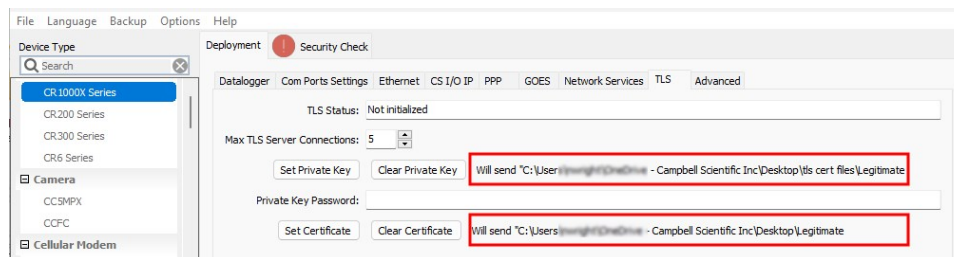 File Language Backup Options Help
Device Type
Search
CR1000X Series
CR200 Series
CR300 Series
CR6 Series
Camera
CC5MPX
CCFC
Cellular Modem
Deployment Security Check
Datalogger Com Ports Settings Ethernet CS I/O IP PPP GOES Network Services TLS Advanced
TLS Status: Not initialized
Max TLS Server Connections: 5
Set Private Key Clear Private Key Will send "C:\User - Campbell Scientific Inc\Desktop\tls cert files\Legitimate
Private Key Password:
Set Certificate Clear Certificate Will send "C:\Users - Campbell Scientific Inc\Desktop\Legitimate